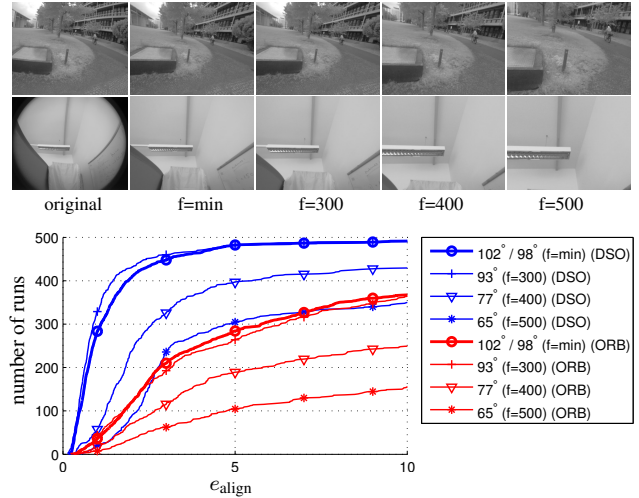 original f=min f=300 f=400 f=500
500
400
300
200
100
0
0 5 10
number of runs
e_align
102° / 98° (f=min) (DSO)
93° (f=300) (DSO)
77° (f=400) (DSO)
65° (f=500) (DSO)
102° / 98° (f=min) (ORB)
93° (f=300) (ORB)
77° (f=400) (ORB)
65° (f=500) (ORB)